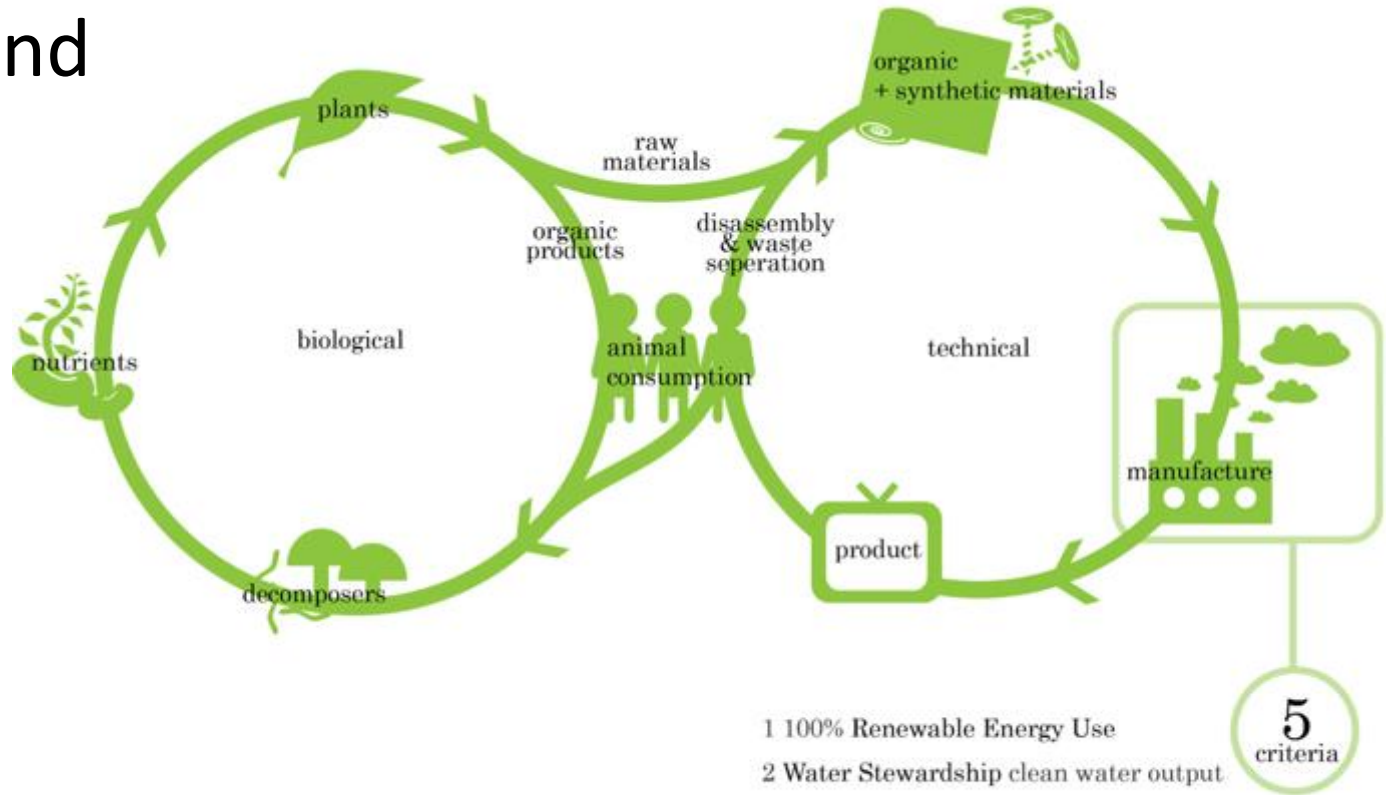 nd
organic
+ synthetic materials
plants
raw
materials
organic
products
disassembly
& waste
seperation
biological
animal
consumption
technical
nutrients
manufacture
product
decomposers
1 100% Renewable Energy Use
2 Water Stewardship clean water output
5
criteria